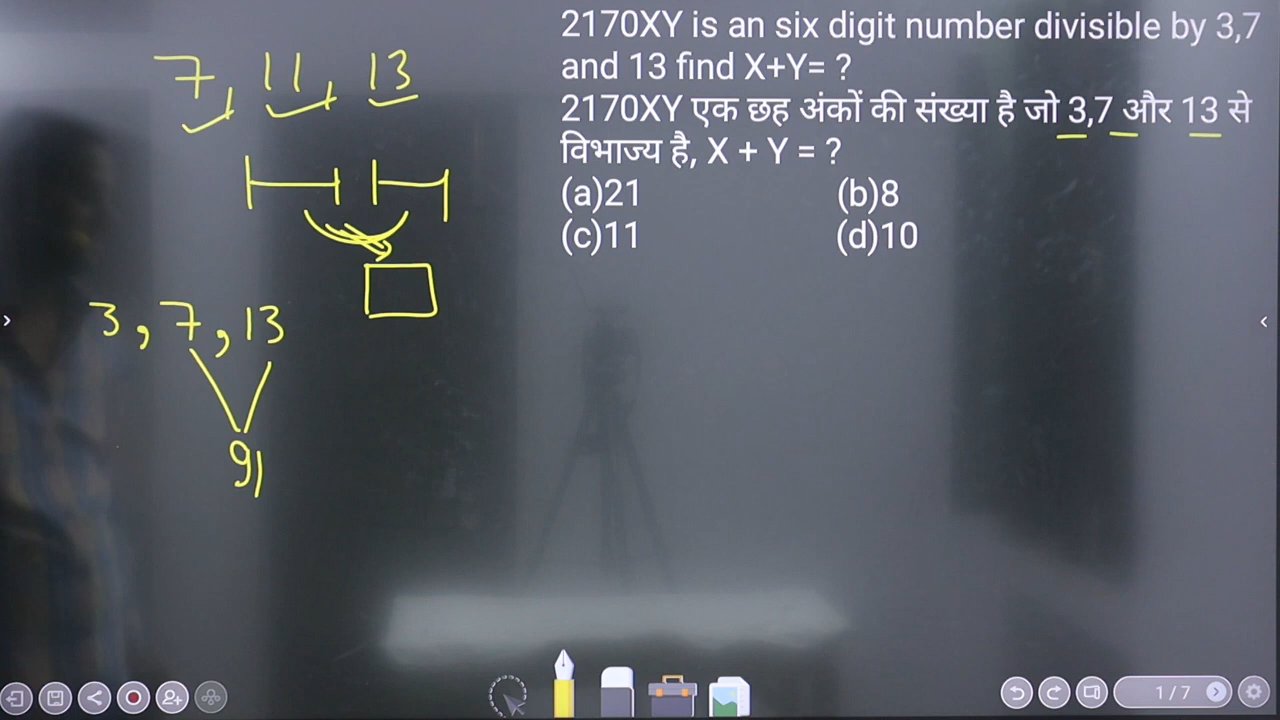 2170XY is an six digit number divisible by 3,7
and 13 find X+Y= ?
2170XY एक छह अंकों की संख्या है जो 3,7 और 13 से
विभाज्य है, X + Y = ?
(a)21 (b)8
(c)11 (d)10
7, 11, 13
3, 7, 13
91
1 / 7